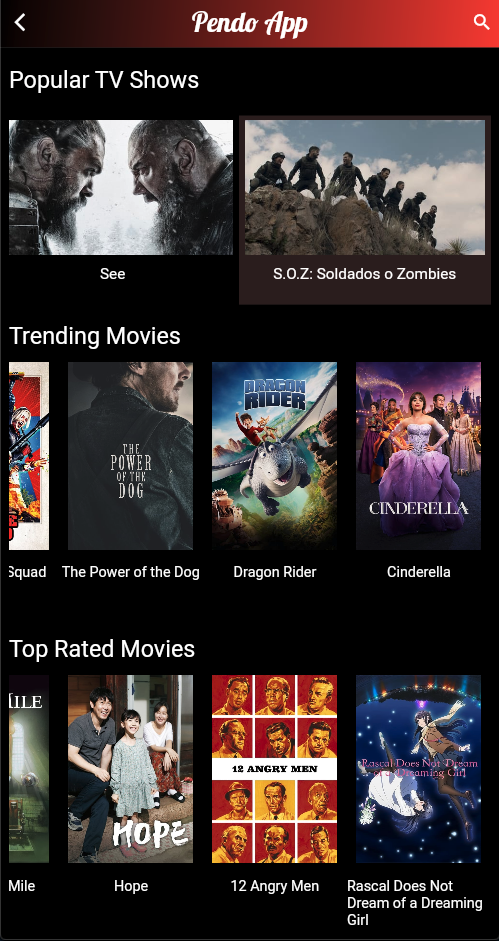 Pendo App
Popular TV Shows
See
S.O.Z: Soldados o Zombies
Trending Movies
THE
POWER
OF THE
DOG
DRAGON
RIDER
CINDERELLA
Squad
The Power of the Dog
Dragon Rider
Cinderella
Top Rated Movies
MILE
HOPE
12 ANGRY MEN
Rascal Does Not Dream
of a Dreaming Girl
Mile
Hope
12 Angry Men
Rascal Does Not
Dream of a Dreaming
Girl